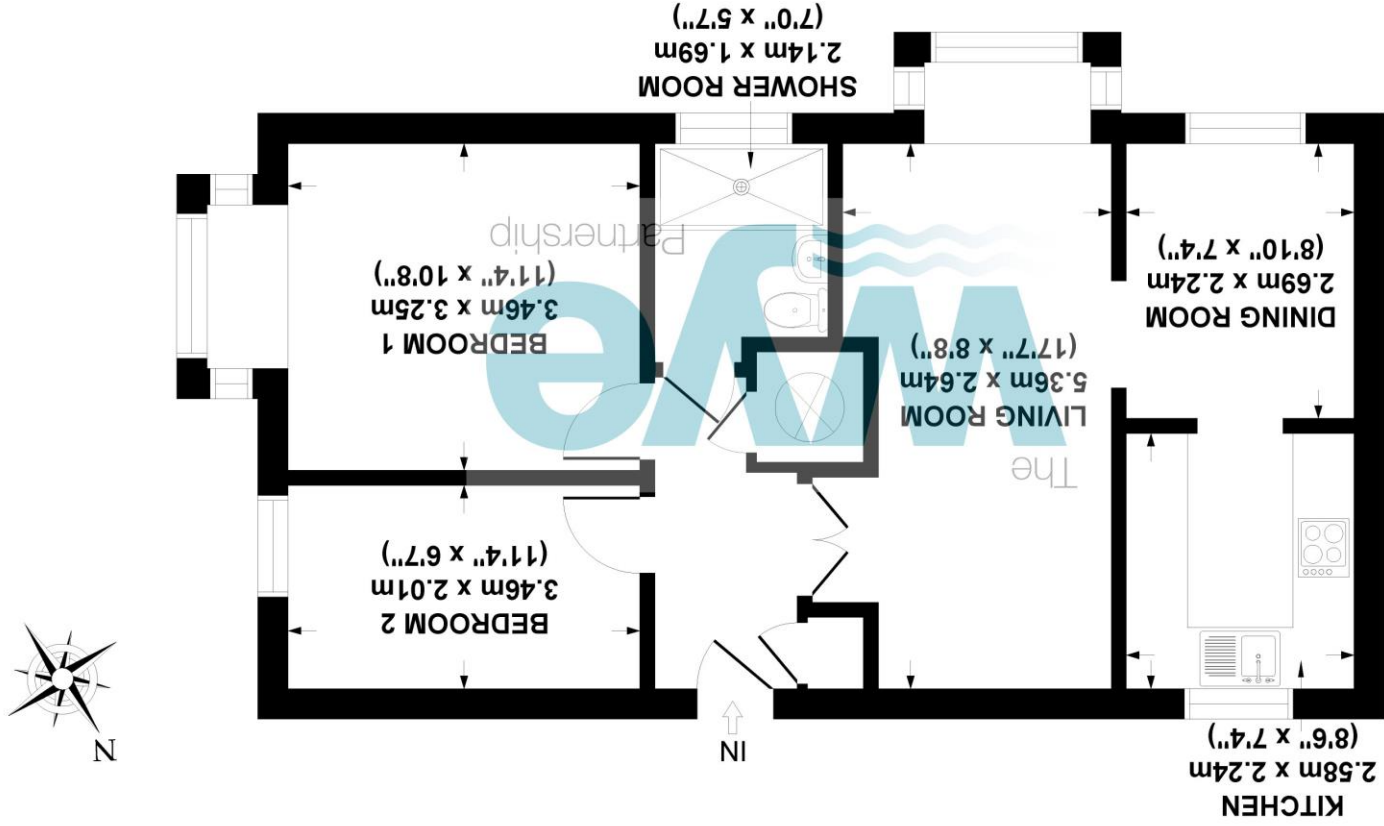 KITCHEN
2.58m x 2.24m
(8'6" x 7'4")
IN
N
BEDROOM 2
3.46m x 2.01m
(11'4" x 6'7")
The
LIVING ROOM
5.36m x 2.64m
(17'7" x 8'8")
DINING ROOM
2.69m x 2.24m
(8'10" x 7'4")
BEDROOM 1
3.46m x 3.25m
(11'4" x 10'8")
wye
Partnership
SHOWER ROOM
2.14m x 1.69m
(7'0" x 5'7")